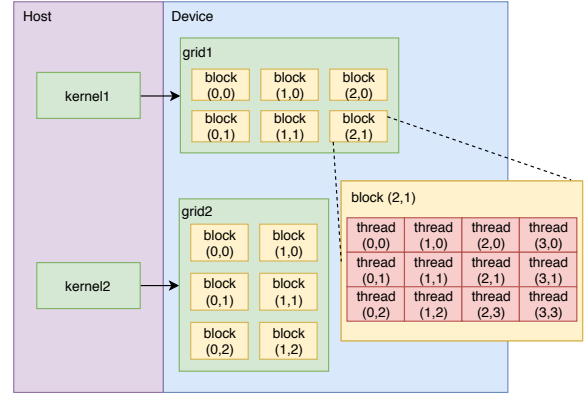 Host
Device
grid1
kernel1
block
(0,0)
block
(1,0)
block
(2,0)
block
(0,1)
block
(1,1)
block
(2,1)
block (2,1)
thread
(0,0)
thread
(1,0)
thread
(2,0)
thread
(3,0)
thread
(0,1)
thread
(1,1)
thread
(2,1)
thread
(3,1)
thread
(0,2)
thread
(1,2)
thread
(2,3)
thread
(3,3)
grid2
kernel2
block
(0,0)
block
(1,0)
block
(0,1)
block
(1,1)
block
(0,2)
block
(1,2)